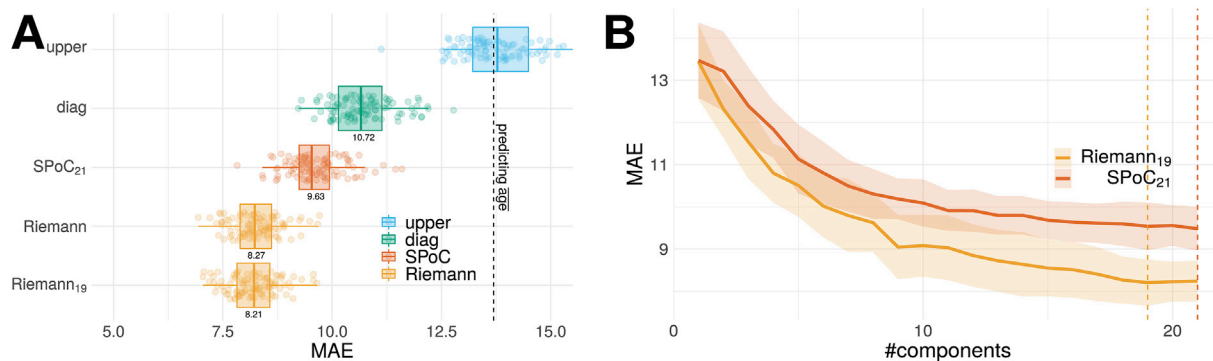 A
upper
diag
10.72
SPoC21
9.63
Riemann
8.27
Riemann19
8.21
predicting age
upper
diag
SPoC
Riemann
5.0 7.5 10.0 12.5 15.0
MAE
B
MAE
13
11
9
Riemann19
SPoC21
0 10 20
#components